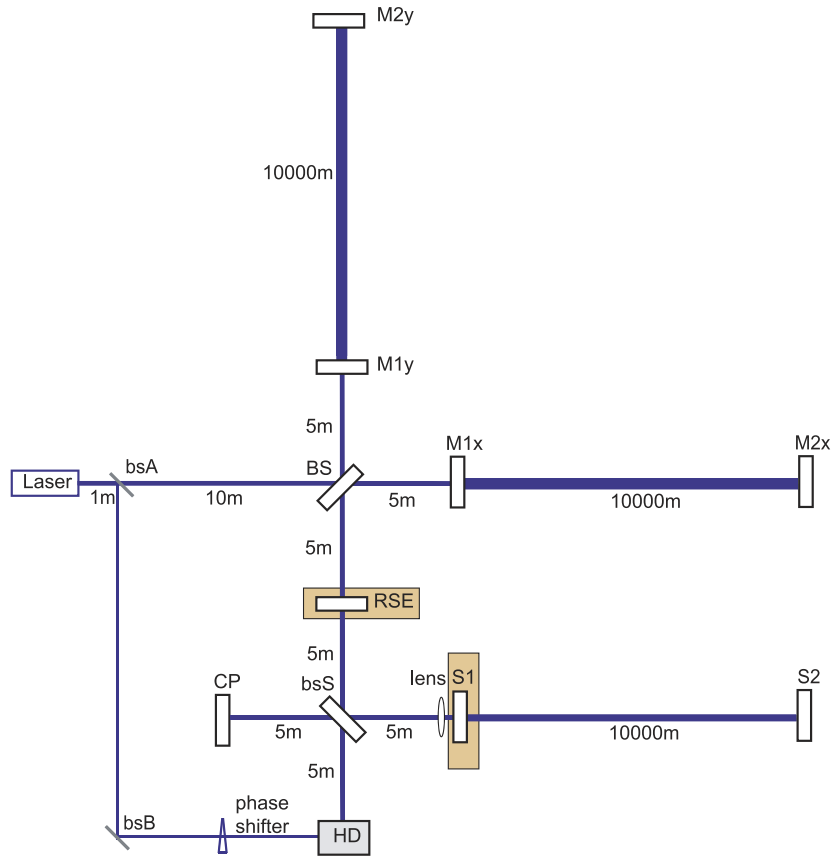 M2y
10000m
M1y
5m
M1x
M2x
bsA
BS
Laser
1m
10m
5m
10000m
5m
RSE
5m
CP
bsS
lens
S1
S2
5m
5m
10000m
5m
phase
shifter
bsB
HD